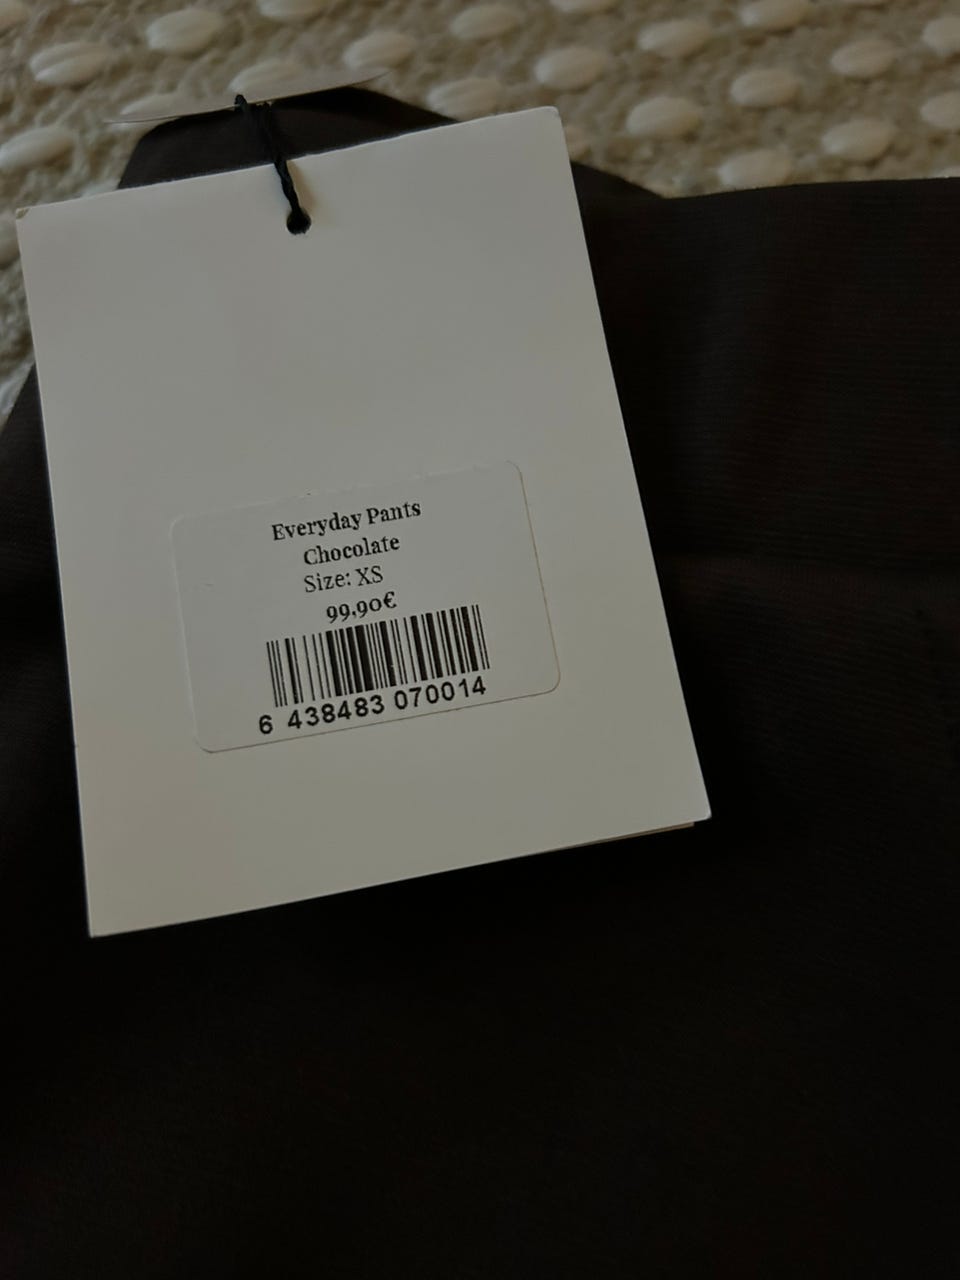 Everyday Pants
Chocolate
Size: XS
99,90€
6 438483 070014